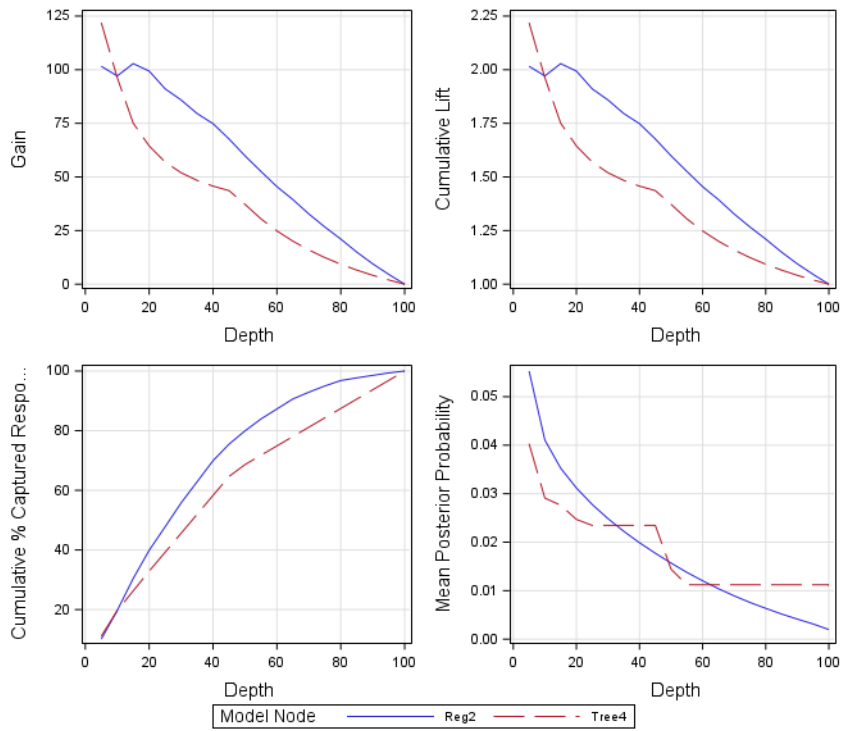 125
100
75
50
25
0
Gain
0 20 40 60 80 100
Depth
2.25
2.00
1.75
1.50
1.25
1.00
Cumulative Lift
0 20 40 60 80 100
Depth
100
80
60
40
20
Cumulative % Captured Respo...
0 20 40 60 80 100
Depth
0.05
0.04
0.03
0.02
0.01
0.00
Mean Posterior Probability
0 20 40 60 80 100
Depth
Model Node Reg2 Tree4